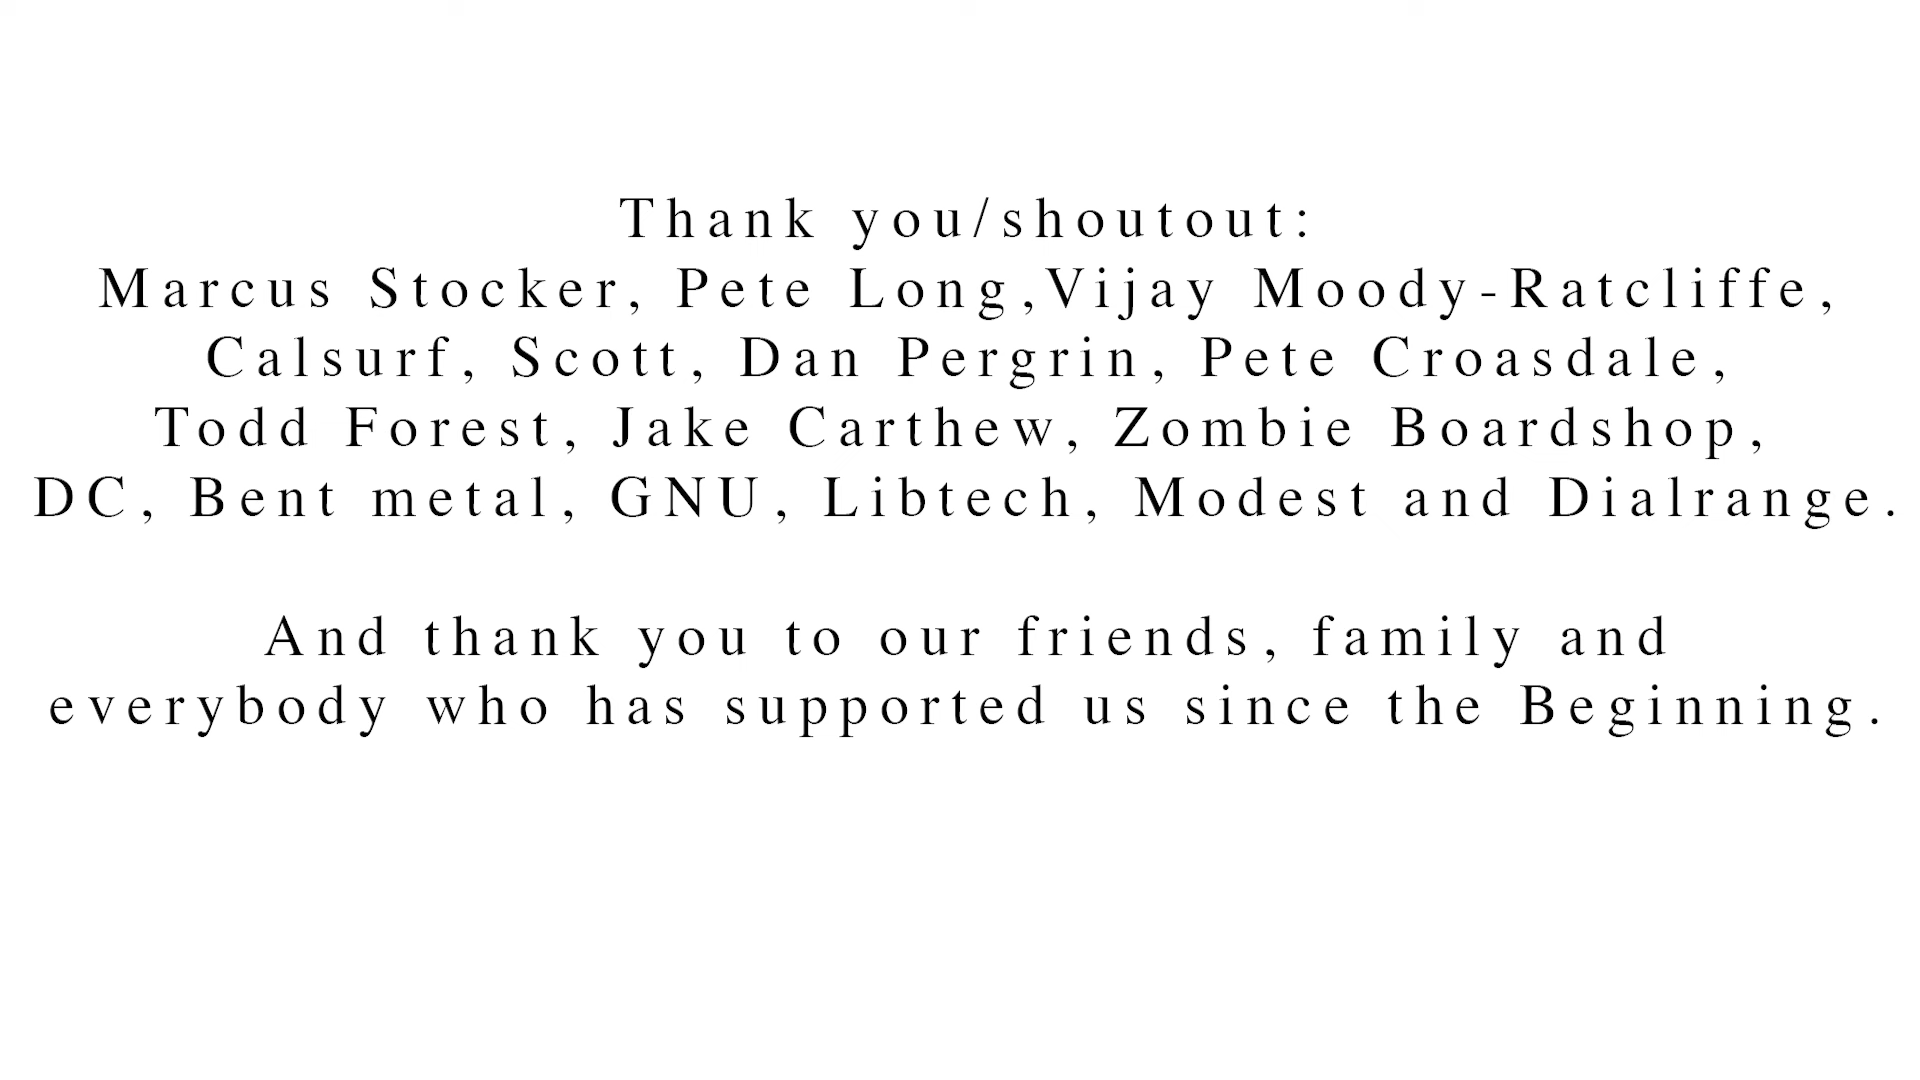 Thank you/shoutout:
Marcus Stocker, Pete Long,Vijay Moody-Ratcliffe,
Calsurf, Scott, Dan Pergrin, Pete Croasdale,
Todd Forest, Jake Carthew, Zombie Boardshop,
DC, Bent metal, GNU, Libtech, Modest and Dialrange.
And thank you to our friends, family and
everybody who has supported us since the Beginning.